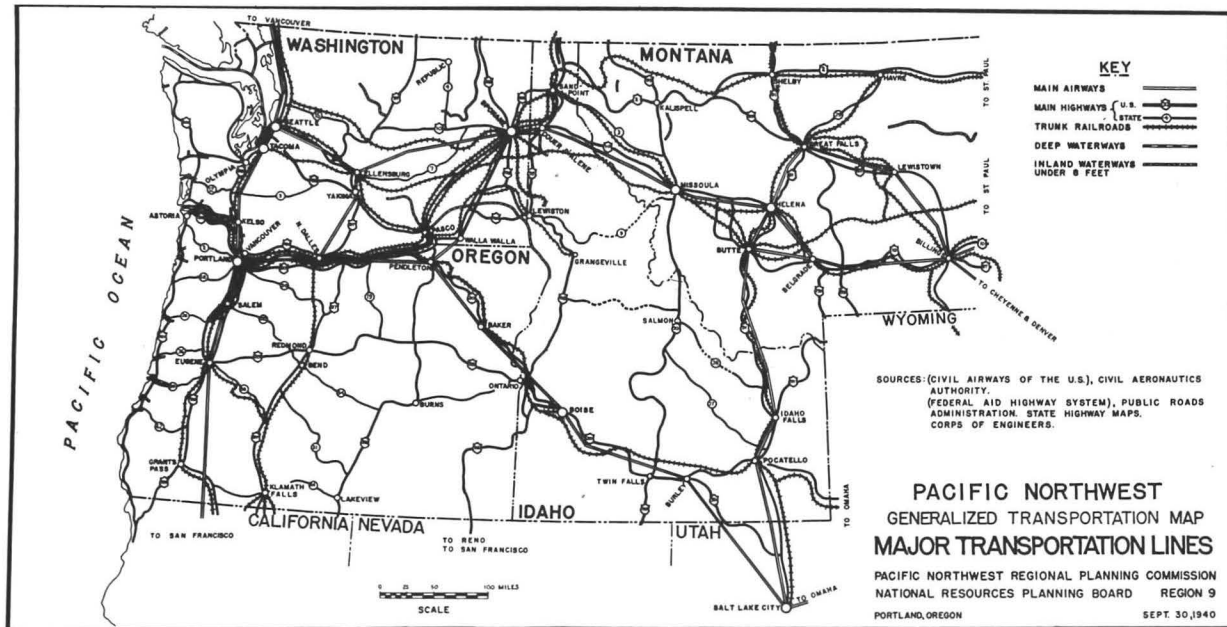 TO VANCOUVER
WASHINGTON
MONTANA
REPUBLIC
SAND-
POINT
SHELBY
HAVRE
KALISPELL
TO ST. PAUL
SEATTLE
SPOKANE
COEUR D'ALENE
TACOMA
GREAT FALLS
OLYMPIA
ELLENSBURG
LEWISTOWN
YAKIMA
MISSOULA
HELENA
TO ST. PAUL
ASTORIA
KELSO
PASCO
LEWISTON
VANCOUVER
WALLA WALLA
BUTTE
BILLINGS
PORTLAND
PENDLETON
OREGON
GRANGEVILLE
BELGRADE
TO CHEYENNE & DENVER
SALEM
BAKER
SALMON
WYOMING
REDMOND
EUGENE
BEND
ONTARIO
BURNS
BOISE
IDAHO
FALLS
GRANTS
PASS
POCATELLO
KLAMATH
FALLS
LAKEVIEW
TWIN FALLS
BURLEY
TO OMAHA
CALIFORNIA
NEVADA
IDAHO
UTAH
TO SAN FRANCISCO
TO RENO
TO SAN FRANCISCO
SALT LAKE CITY
TO OMAHA
PACIFIC OCEAN
0 25 50 100 MILES
SCALE
KEY
MAIN AIRWAYS
MAIN HIGHWAYS { U.S.
STATE
TRUNK RAILROADS
DEEP WATERWAYS
INLAND WATERWAYS
UNDER 6 FEET
SOURCES: (CIVIL AIRWAYS OF THE U.S.), CIVIL AERONAUTICS
AUTHORITY.
(FEDERAL AID HIGHWAY SYSTEM), PUBLIC ROADS
ADMINISTRATION. STATE HIGHWAY MAPS.
CORPS OF ENGINEERS.
PACIFIC NORTHWEST
GENERALIZED TRANSPORTATION MAP
MAJOR TRANSPORTATION LINES
PACIFIC NORTHWEST REGIONAL PLANNING COMMISSION
NATIONAL RESOURCES PLANNING BOARD REGION 9
PORTLAND, OREGON SEPT. 30, 1940